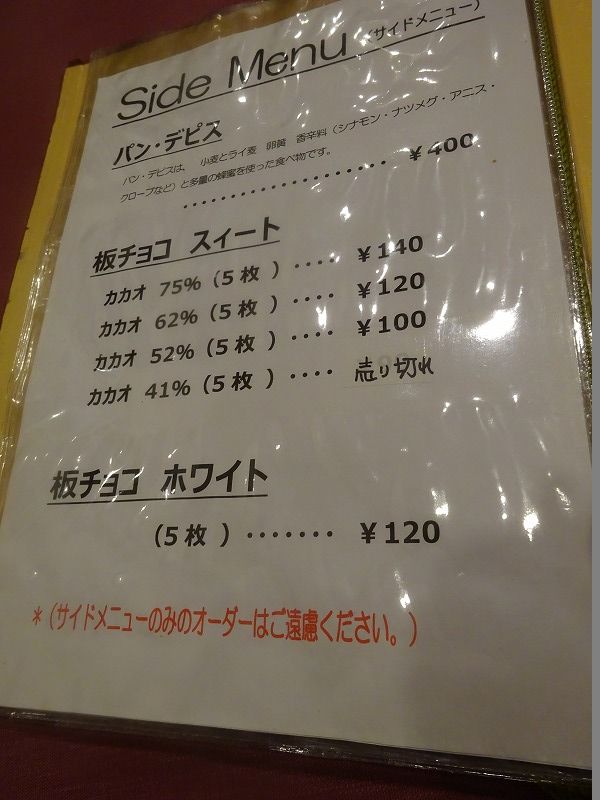 Side Menu (サイドメニュー)
パン・デピス
パン・デピスは、 小麦とライ麦 卵黄 香辛料（シナモン・ナツメグ・アニス・
クローブなど）と多量の蜂蜜を使った食べ物です。
・・・・・・・・・・・・・・・・・・・ ¥400
板チョコ スイート
カカオ 75%（5枚 ）・・・・ ¥140
カカオ 62%（5枚 ）・・・・ ¥120
カカオ 52%（5枚 ）・・・・ ¥100
カカオ 41%（5枚 ）・・・・ 売り切れ
板チョコ ホワイト
（5枚 ）・・・・・・・ ¥120
＊（サイドメニューのみのオーダーはご遠慮ください。）